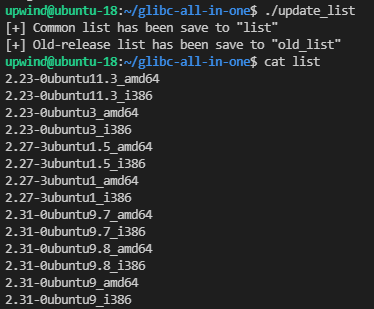 upwind@ubuntu-18:~/glibc-all-in-one$ ./update_list
[+] Common list has been save to "list"
[+] Old-release list has been save to "old_list"
upwind@ubuntu-18:~/glibc-all-in-one$ cat list
2.23-0ubuntu11.3_amd64
2.23-0ubuntu11.3_i386
2.23-0ubuntu3_amd64
2.23-0ubuntu3_i386
2.27-3ubuntu1.5_amd64
2.27-3ubuntu1.5_i386
2.27-3ubuntu1_amd64
2.27-3ubuntu1_i386
2.31-0ubuntu9.7_amd64
2.31-0ubuntu9.7_i386
2.31-0ubuntu9.8_amd64
2.31-0ubuntu9.8_i386
2.31-0ubuntu9_amd64
2.31-0ubuntu9_i386